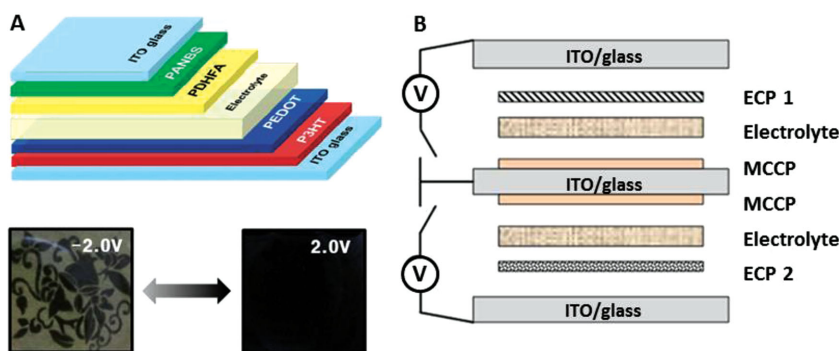 A
ITO glass
PANBS
PDHFA
Electrolyte
PEDOT
P3HT
ITO glass
-2.0V
2.0V
B
ITO/glass
V
ECP 1
Electrolyte
MCCP
ITO/glass
MCCP
Electrolyte
V
ECP 2
ITO/glass